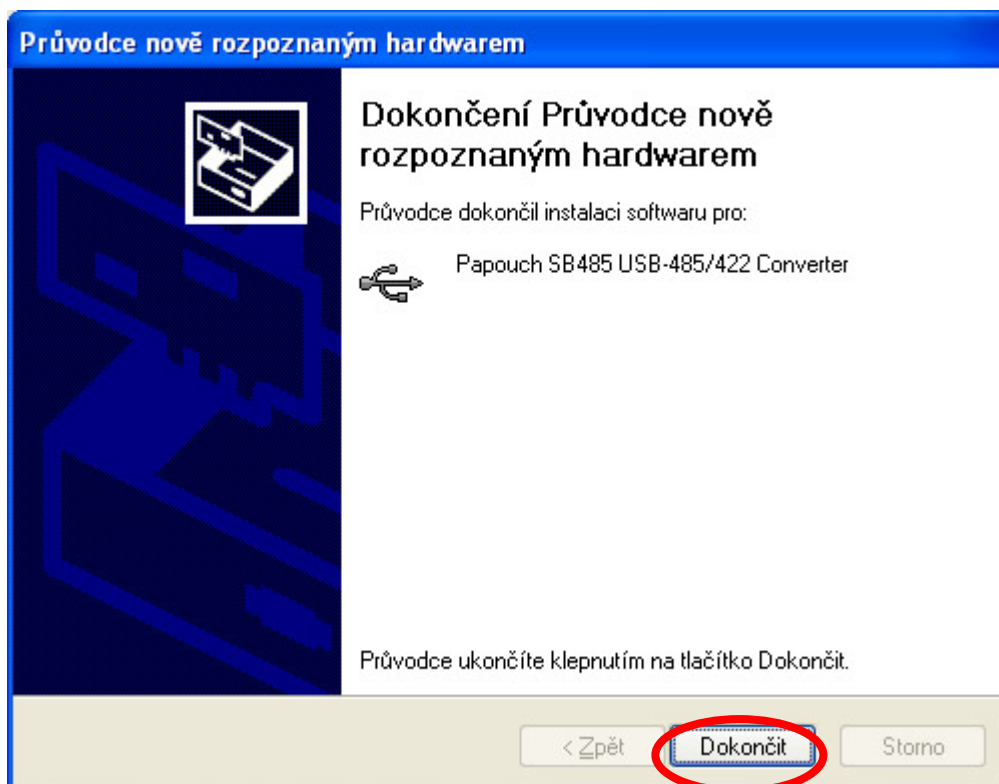 Průvodce nově rozpoznaným hardwarem
Dokončení Průvodce nově
rozpoznaným hardwarem
Průvodce dokončil instalaci softwaru pro:
Papouch SB485 USB-485/422 Converter
Průvodce ukončíte klepnutím na tlačítko Dokončit.
< Zpět
Dokončit
Storno